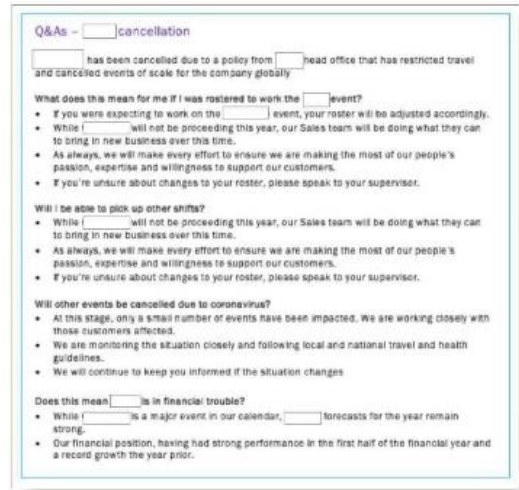 Q&As – cancellation
has been cancelled due to a policy from head office that has restricted travel
and cancelled events of scale for the company globally
What does this mean for me if I was rostered to work the event?
• If you were expecting to work on the event, your roster will be adjusted accordingly.
• While will not be proceeding this year, our Sales team will be doing what they can
to bring in new business over this time.
• As always, we will make every effort to ensure we are making the most of our people's
passion, expertise and willingness to support our customers.
• If you're unsure about changes to your roster, please speak to your supervisor.
Will I be able to pick up other shifts?
• While will not be proceeding this year, our Sales team will be doing what they can
to bring in new business over this time.
• As always, we will make every effort to ensure we are making the most of our people's
passion, expertise and willingness to support our customers.
• If you're unsure about changes to your roster, please speak to your supervisor.
Will other events be cancelled due to coronavirus?
• At this stage, only a small number of events have been impacted. We are working closely with
those customers affected.
• We are monitoring the situation closely and following local and national travel and health
guidelines.
• We will continue to keep you informed if the situation changes
Does this mean is in financial trouble?
• While is a major event in our calendar, forecasts for the year remain
strong.
• Our financial position, having had strong performance in the first half of the financial year and
a record growth the year prior.